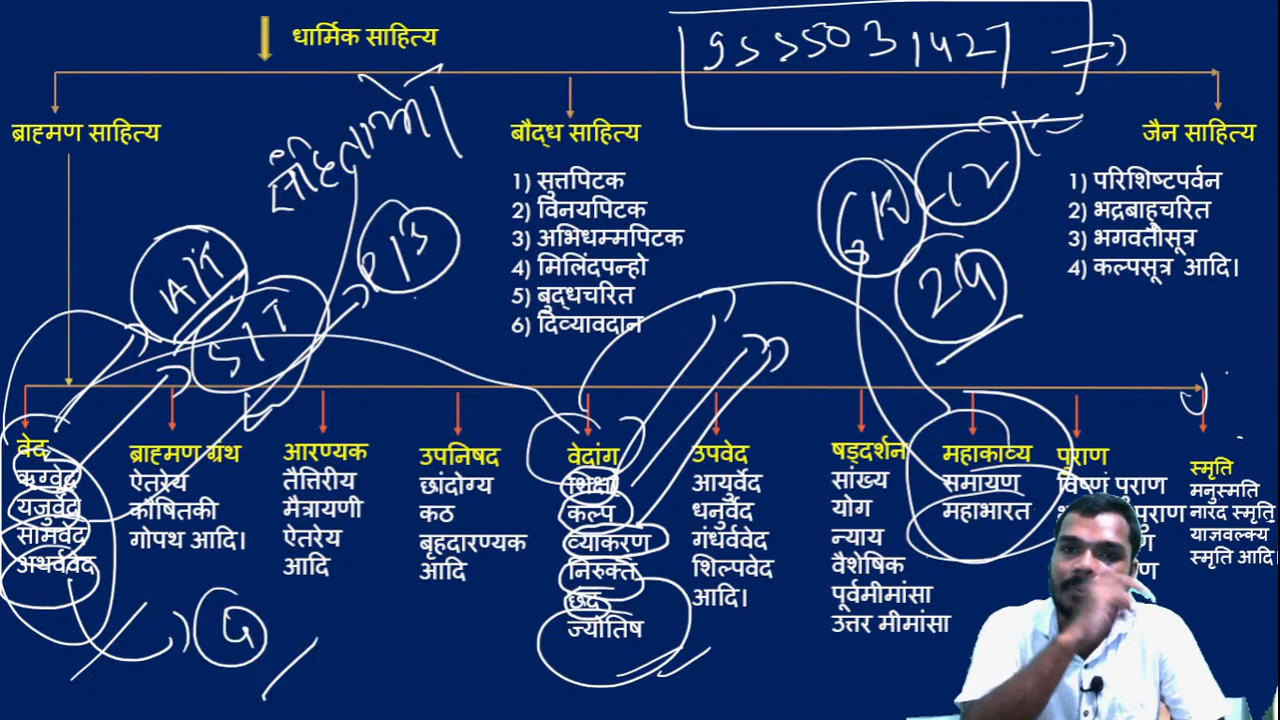 धार्मिक साहित्य
9555031427
ब्राह्मण साहित्य
बौद्ध साहित्य
जैन साहित्य
संहिताओं
1) सुत्तपिटक
2) विनयपिटक
3) अभिधम्मपिटक
4) मिलिंदपन्हो
5) बुद्धचरित
6) दिव्यावदान
1) परिशिष्टपर्वन
2) भद्रबाहुचरित
3) भगवतीसूत्र
4) कल्पसूत्र आदि।
24
वेद
ऋग्वेद
यजुर्वेद
सामवेद
अथर्ववेद
ब्राह्मण ग्रथ
ऐतरेय
कौषितकी
गोपथ आदि।
आरण्यक
तैत्तिरीय
मैत्रायणी
ऐतरेय
आदि
उपनिषद
छांदोग्य
कठ
बृहदारण्यक
आदि
वेदांग
शिक्षा
कल्प
व्याकरण
निरुक्त
छंद
ज्योतिष
उपवेद
आयुर्वेद
धनुर्वेद
गंधर्ववेद
शिल्पवेद
आदि।
षड्दर्शन
सांख्य
योग
न्याय
वैशेषिक
पूर्वमीमांसा
उत्तर मीमांसा
महाकाव्य
रामायण
महाभारत
पुराण
विष्णु पुराण
पुराण
स्मृति
मनुस्मति
नारद स्मृति
याज्ञवल्क्य
स्मृति आदि